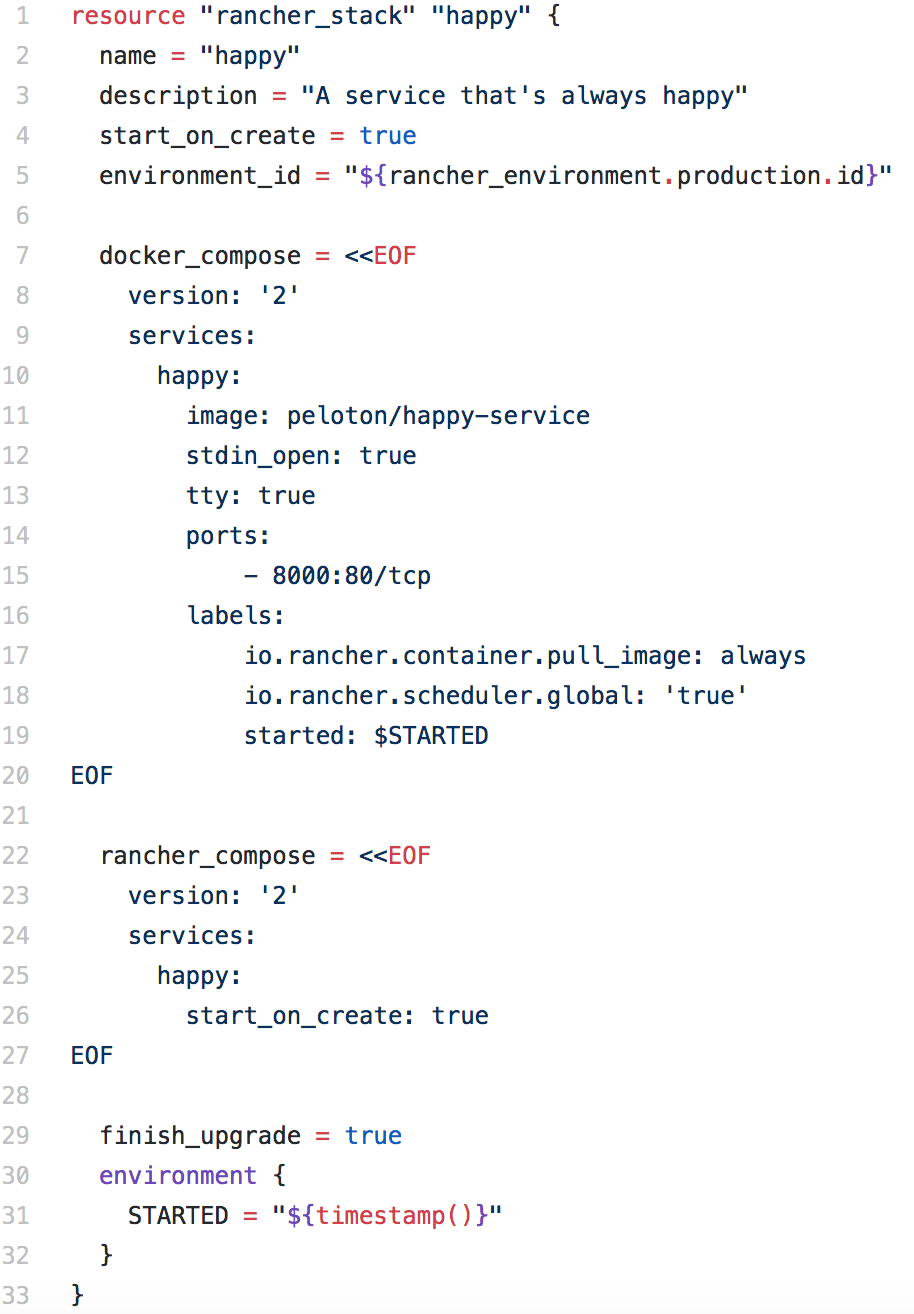 1 resource "rancher_stack" "happy" {
2   name = "happy"
3   description = "A service that's always happy"
4   start_on_create = true
5   environment_id = "${rancher_environment.production.id}"
6
7   docker_compose = <<EOF
8     version: '2'
9     services:
10       happy:
11         image: peloton/happy-service
12         stdin_open: true
13         tty: true
14         ports:
15             - 8000:80/tcp
16         labels:
17             io.rancher.container.pull_image: always
18             io.rancher.scheduler.global: 'true'
19             started: $STARTED
20 EOF
21
22   rancher_compose = <<EOF
23     version: '2'
24     services:
25       happy:
26         start_on_create: true
27 EOF
28
29   finish_upgrade = true
30   environment {
31     STARTED = "${timestamp()}"
32   }
33 }